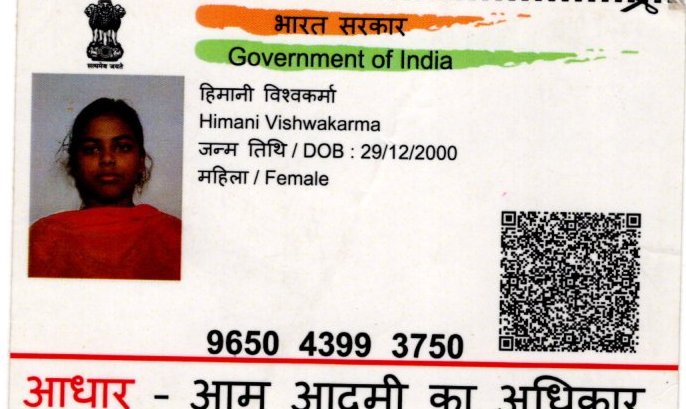 सत्यमेव जयते
भारत सरकार
Government of India
हिमानी विश्वकर्मा
Himani Vishwakarma
जन्म तिथि / DOB : 29/12/2000
महिला / Female
9650 4399 3750
आधार - आम आदमी का अधिकार